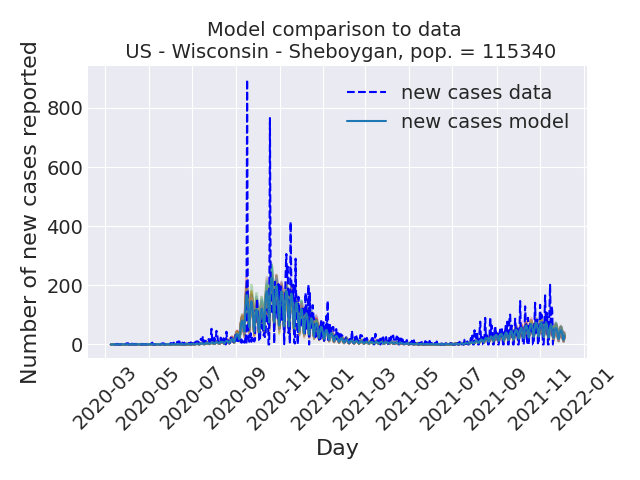 Model comparison to data
US - Wisconsin - Sheboygan, pop. = 115340
Number of new cases reported
800
600
400
200
0
new cases data
new cases model
2020-03
2020-05
2020-07
2020-09
2020-11
2021-01
2021-03
2021-05
2021-07
2021-09
2021-11
2022-01
Day